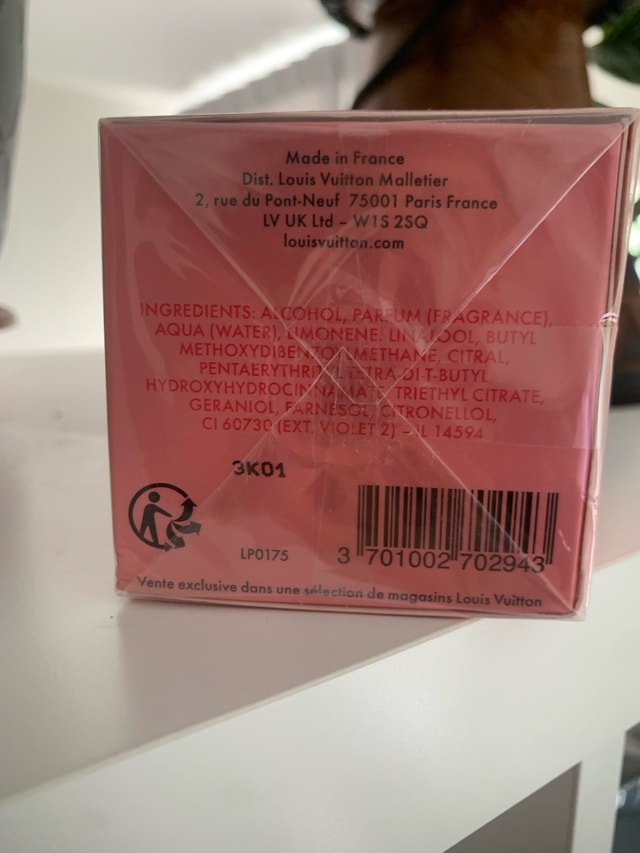 Made in France
Dist. Louis Vuitton Malletier
2, rue du Pont-Neuf 75001 Paris France
LV UK Ltd – W1S 2SQ
louisvuitton.com
INGREDIENTS: ALCOHOL, PARFUM (FRAGRANCE),
AQUA (WATER), LIMONENE, LINALOOL, BUTYL
METHOXYDIBENZOYLMETHANE, CITRAL,
PENTAERYTHRITYL TETRA-DI-T-BUTYL
HYDROXYHYDROCINNAMATE, TRIETHYL CITRATE,
GERANIOL, FARNESOL, CITRONELLOL,
CI 60730 (EXT. VIOLET 2) – IL 14594
3K01
LP0175
3 701002 702943
Vente exclusive dans une sélection de magasins Louis Vuitton